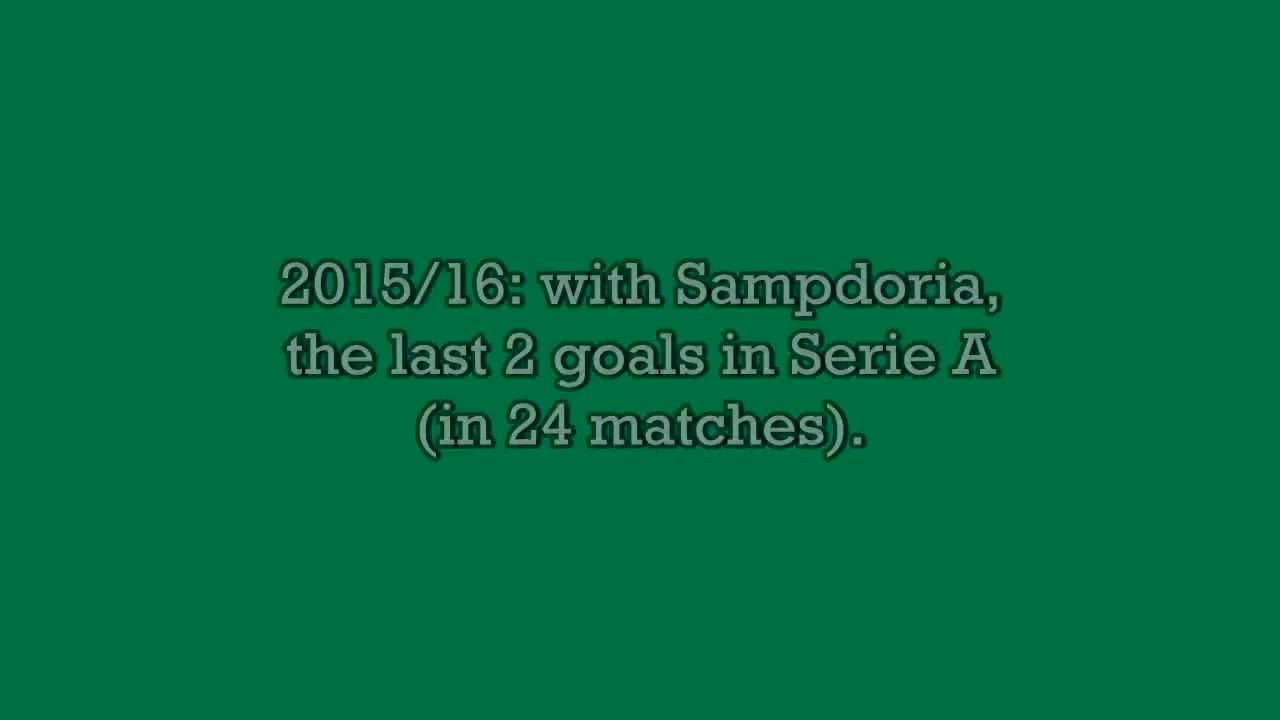 2015/16: with Sampdoria,
the last 2 goals in Serie A
(in 24 matches).